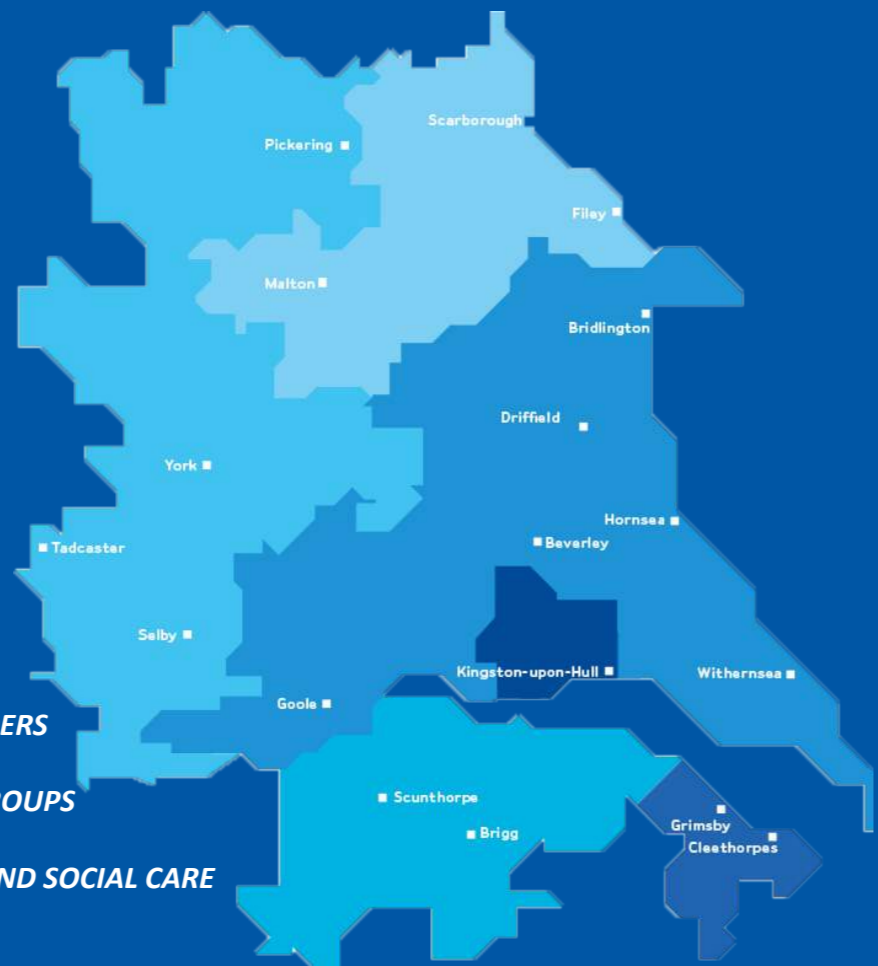 Scarborough
Pickering
Filey
Malton
Bridlington
Driffield
York
Hornsea
Beverley
Tadcaster
Selby
Kingston-upon-Hull
Withernsea
Goole
ERS
Scunthorpe
ROUPS
Grimsby
Brigg
Cleethorpes
ND SOCIAL CARE